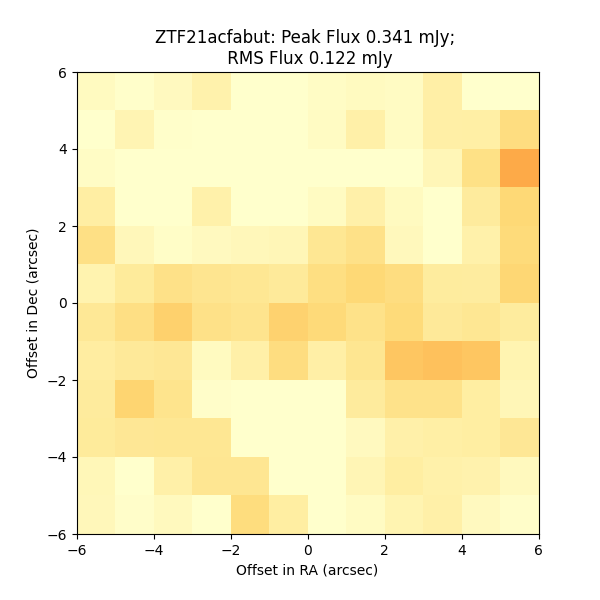 ZTF21acfabut: Peak Flux 0.341 mJy;
RMS Flux 0.122 mJy
6
4
2
0
−2
−4
−6
Offset in Dec (arcsec)
−6 −4 −2 0 2 4 6
Offset in RA (arcsec)